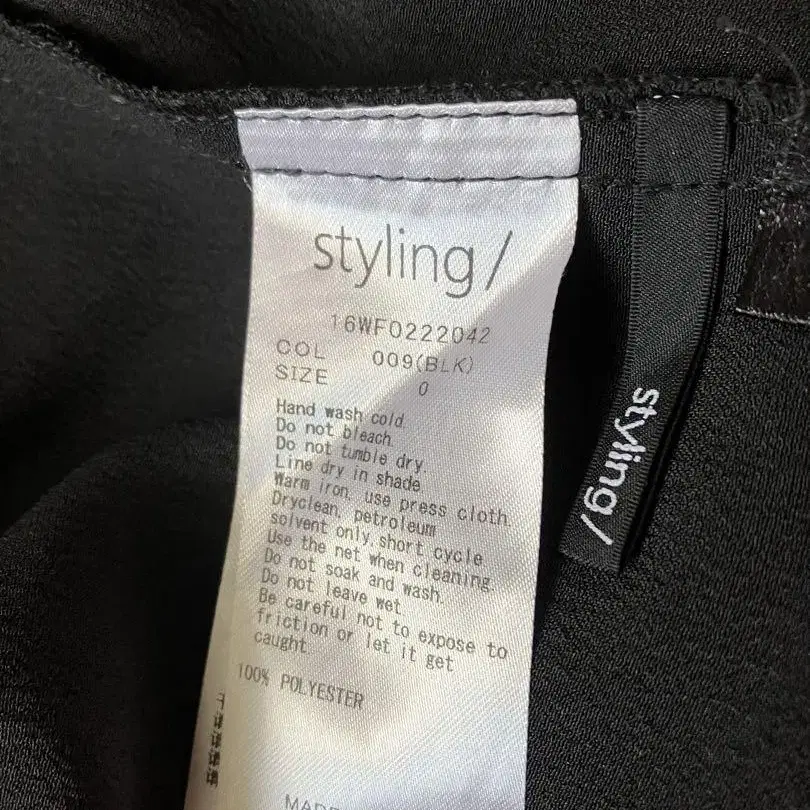 styling/
16WF0222042
COL 009(BLK)
SIZE 0
Hand wash cold.
Do not bleach.
Do not tumble dry.
Line dry in shade.
Warm iron, use press cloth.
Dryclean, petroleum
solvent only,short cycle
Use the net when cleaning.
Do not soak and wash.
Do not leave wet.
Be careful not to expose to
friction or let it get
caught.
100% POLYESTER
styling/